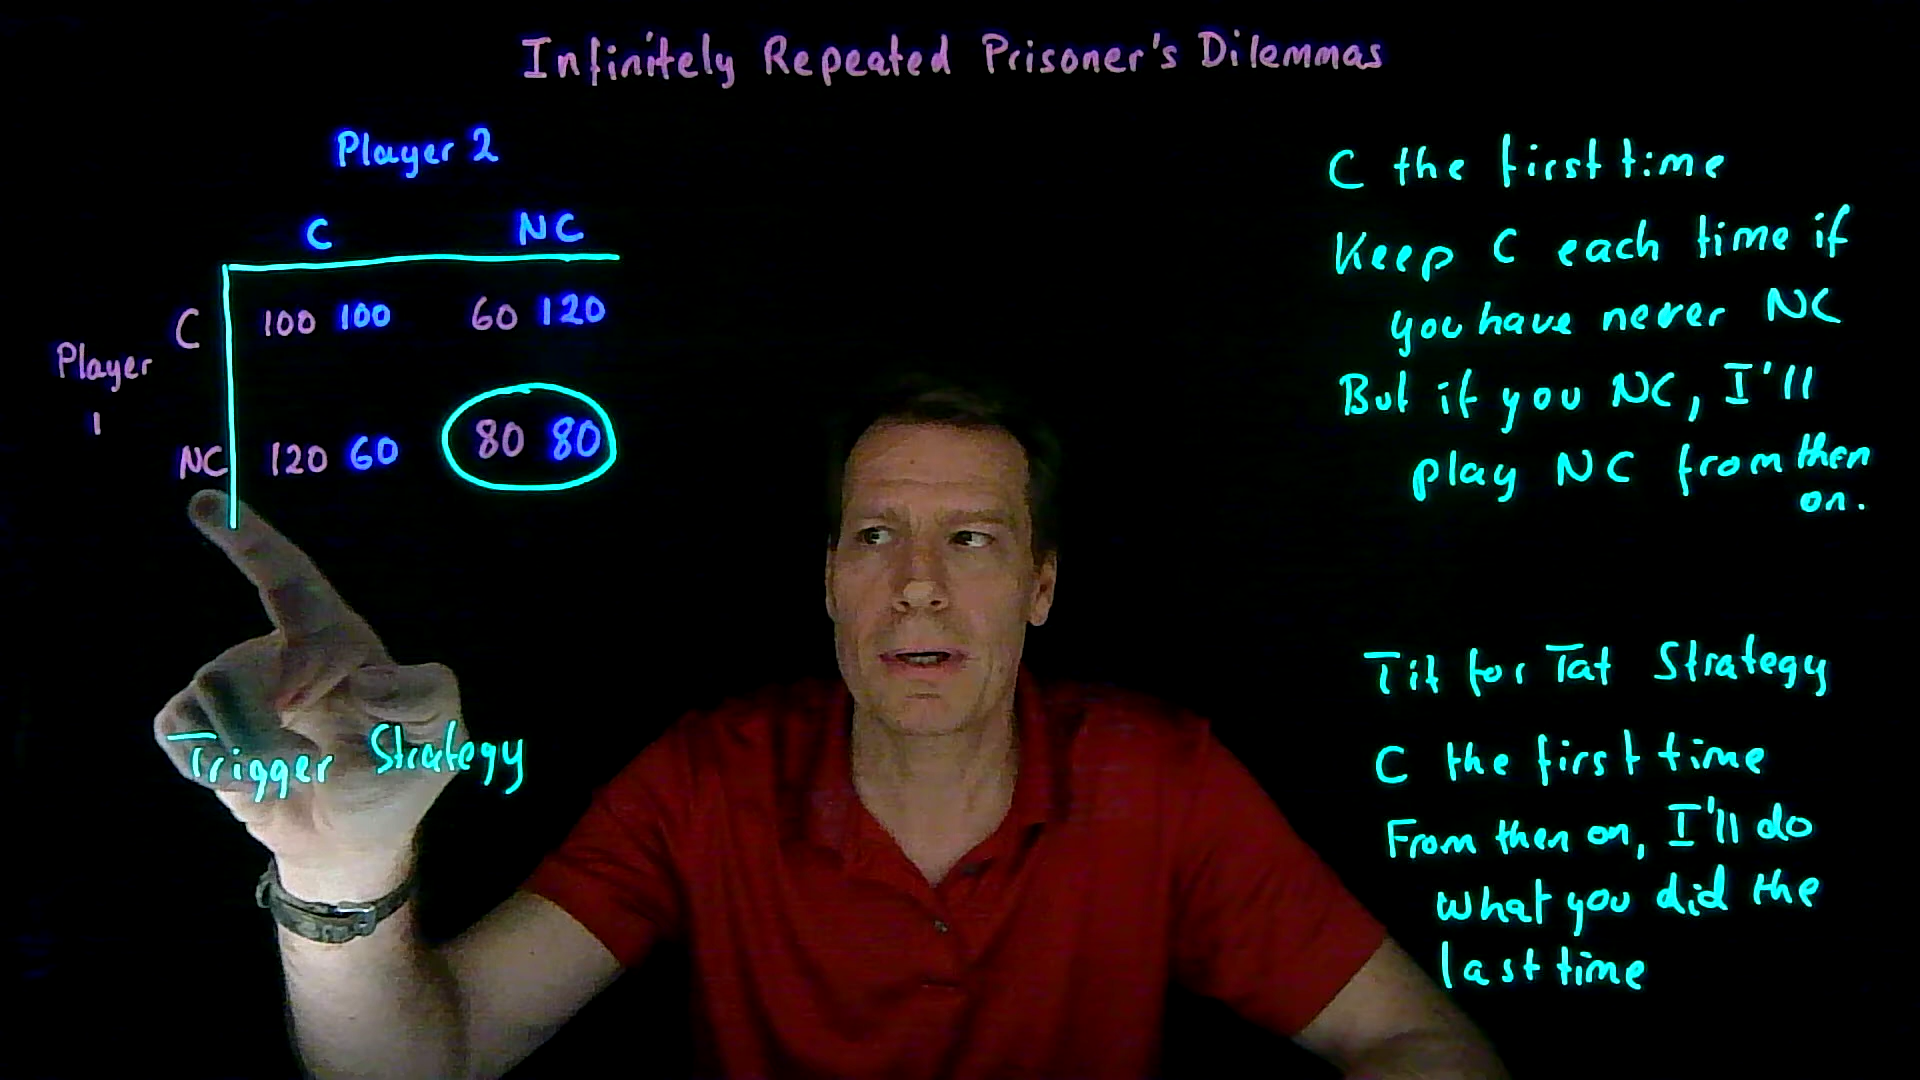 Infinitely Repeated Prisoner's Dilemmas
Player 2
C NC
Player 1
C 100 100 60 120
NC 120 60 80 80
Trigger Strategy
C the first time
Keep C each time if
you have never NC
But if you NC, I'll
play NC from then
on.
Tit for Tat Strategy
C the first time
From then on, I'll do
what you did the
last time